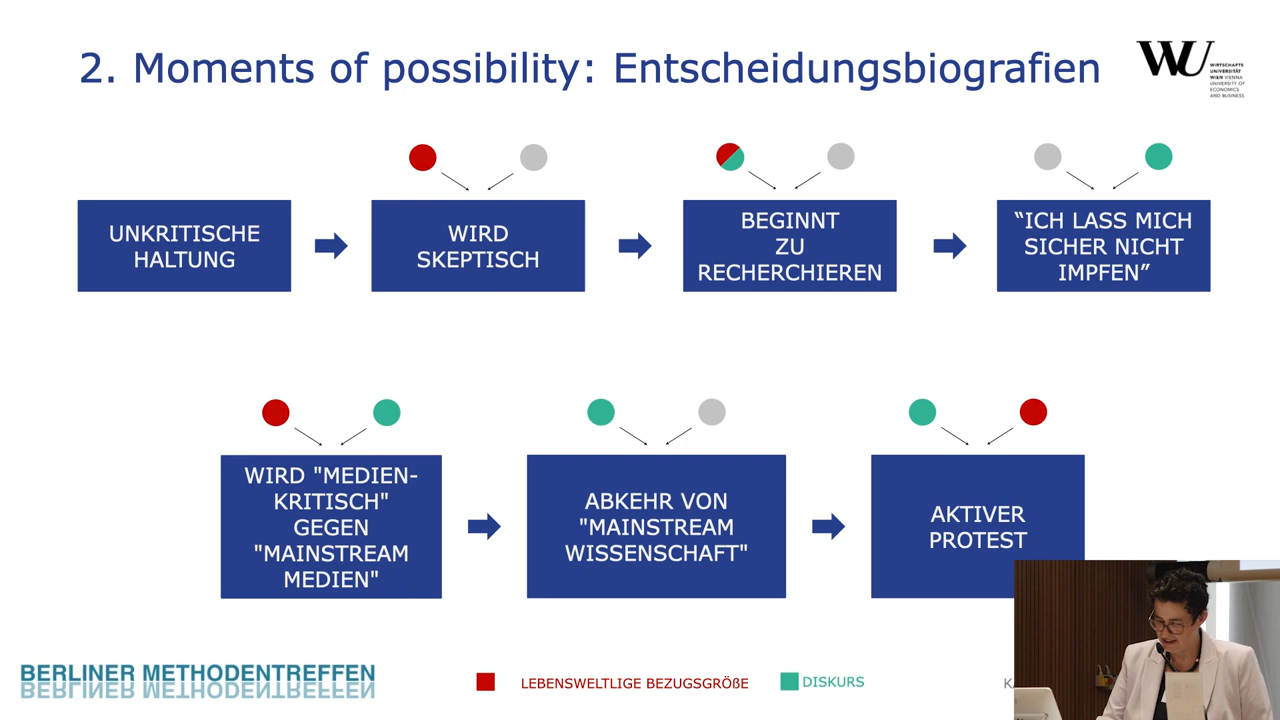 2. Moments of possibility: Entscheidungsbiografien
WU
WIRTSCHAFTS
UNIVERSITÄT
WIEN VIENNA
UNIVERSITY OF
ECONOMICS
AND BUSINESS
UNKRITISCHE
HALTUNG
WIRD
SKEPTISCH
BEGINNT
ZU
RECHERCHIEREN
“ICH LASS MICH
SICHER NICHT
IMPFEN”
WIRD "MEDIEN-
KRITISCH"
GEGEN
"MAINSTREAM
MEDIEN"
ABKEHR VON
"MAINSTREAM
WISSENSCHAFT"
AKTIVER
PROTEST
BERLINER METHODENTREFFEN
LEBENSWELTLIGE BEZUGSGRÖßE
DISKURS